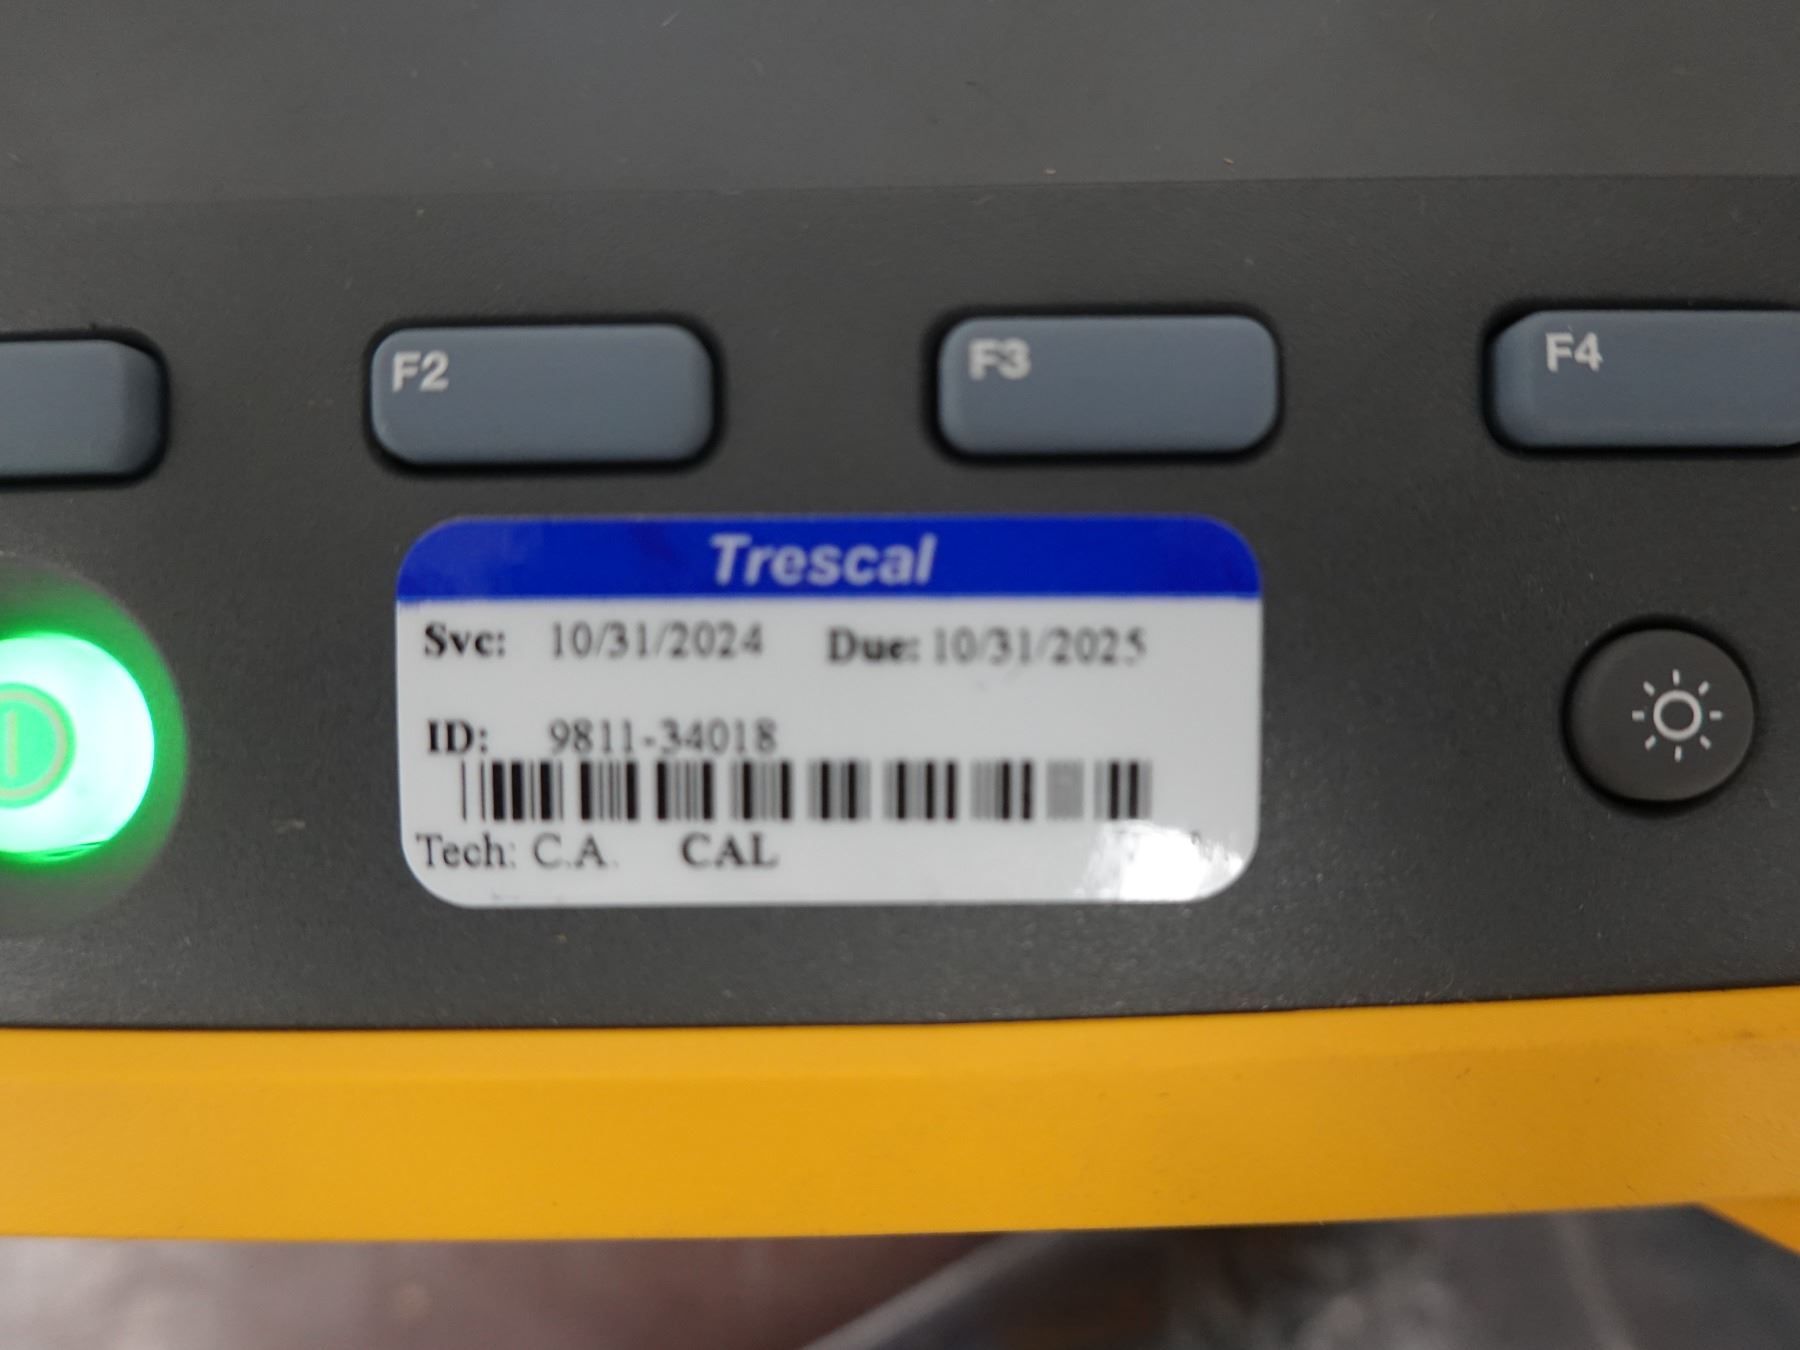 F2 F3 F4
Trescal
Svc: 10/31/2024 Due: 10/31/2025
ID: 9811-34018
Tech: C.A. CAL